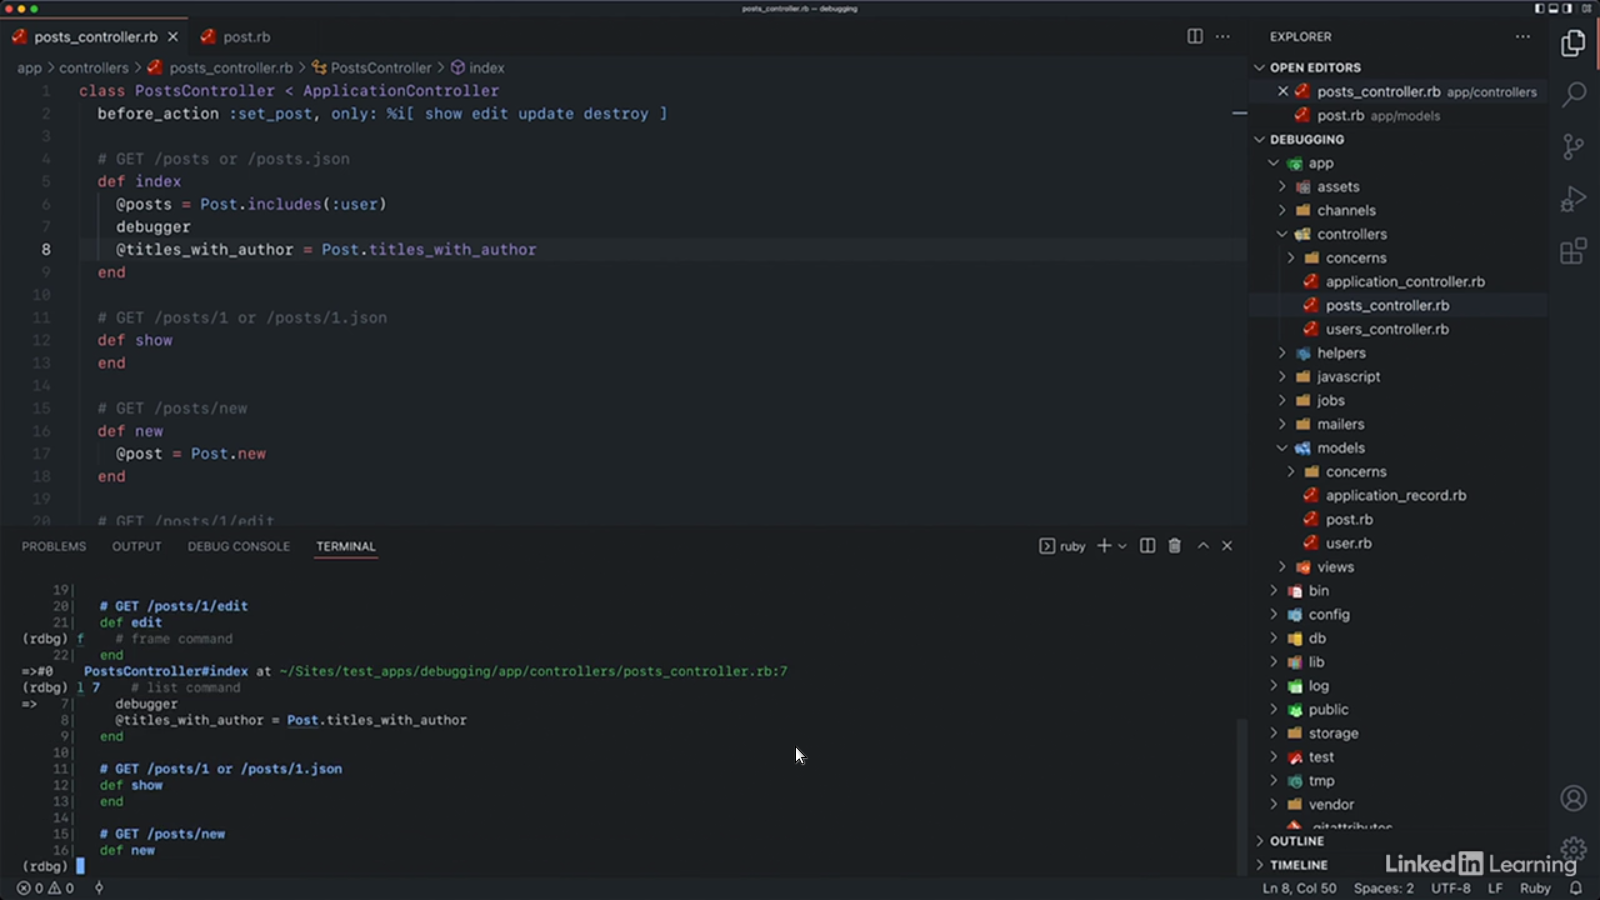 posts_controller.rb — debugging
posts_controller.rb
post.rb
app > controllers > posts_controller.rb > PostsController > index
1 class PostsController < ApplicationController
2 before_action :set_post, only: %i[ show edit update destroy ]
3
4 # GET /posts or /posts.json
5 def index
6 @posts = Post.includes(:user)
7 debugger
8 @titles_with_author = Post.titles_with_author
9 end
10
11 # GET /posts/1 or /posts/1.json
12 def show
13 end
14
15 # GET /posts/new
16 def new
17 @post = Post.new
18 end
19
20 # GET /posts/1/edit
PROBLEMS OUTPUT DEBUG CONSOLE TERMINAL
ruby
19|
20| # GET /posts/1/edit
21| def edit
(rdbg) f # frame command
22| end
=>#0 PostsController#index at ~/Sites/test_apps/debugging/app/controllers/posts_controller.rb:7
(rdbg) l 7 # list command
=> 7| debugger
8| @titles_with_author = Post.titles_with_author
9| end
10|
11| # GET /posts/1 or /posts/1.json
12| def show
13| end
14|
15| # GET /posts/new
16| def new
(rdbg)
EXPLORER
OPEN EDITORS
posts_controller.rb app/controllers
post.rb app/models
DEBUGGING
app
assets
channels
controllers
concerns
application_controller.rb
posts_controller.rb
users_controller.rb
helpers
javascript
jobs
mailers
models
concerns
application_record.rb
post.rb
user.rb
views
bin
config
db
lib
log
public
storage
test
tmp
vendor
.gitattributes
OUTLINE
TIMELINE
LinkedIn Learning
0 0
Ln 8, Col 50 Spaces: 2 UTF-8 LF Ruby